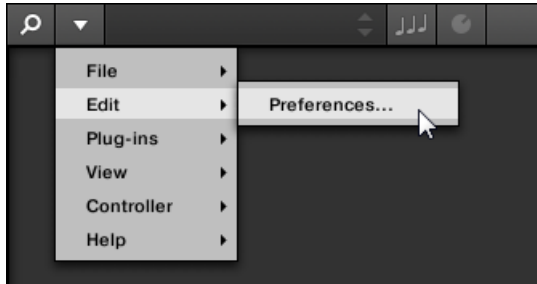 File
Edit
Preferences...
Plug-ins
View
Controller
Help